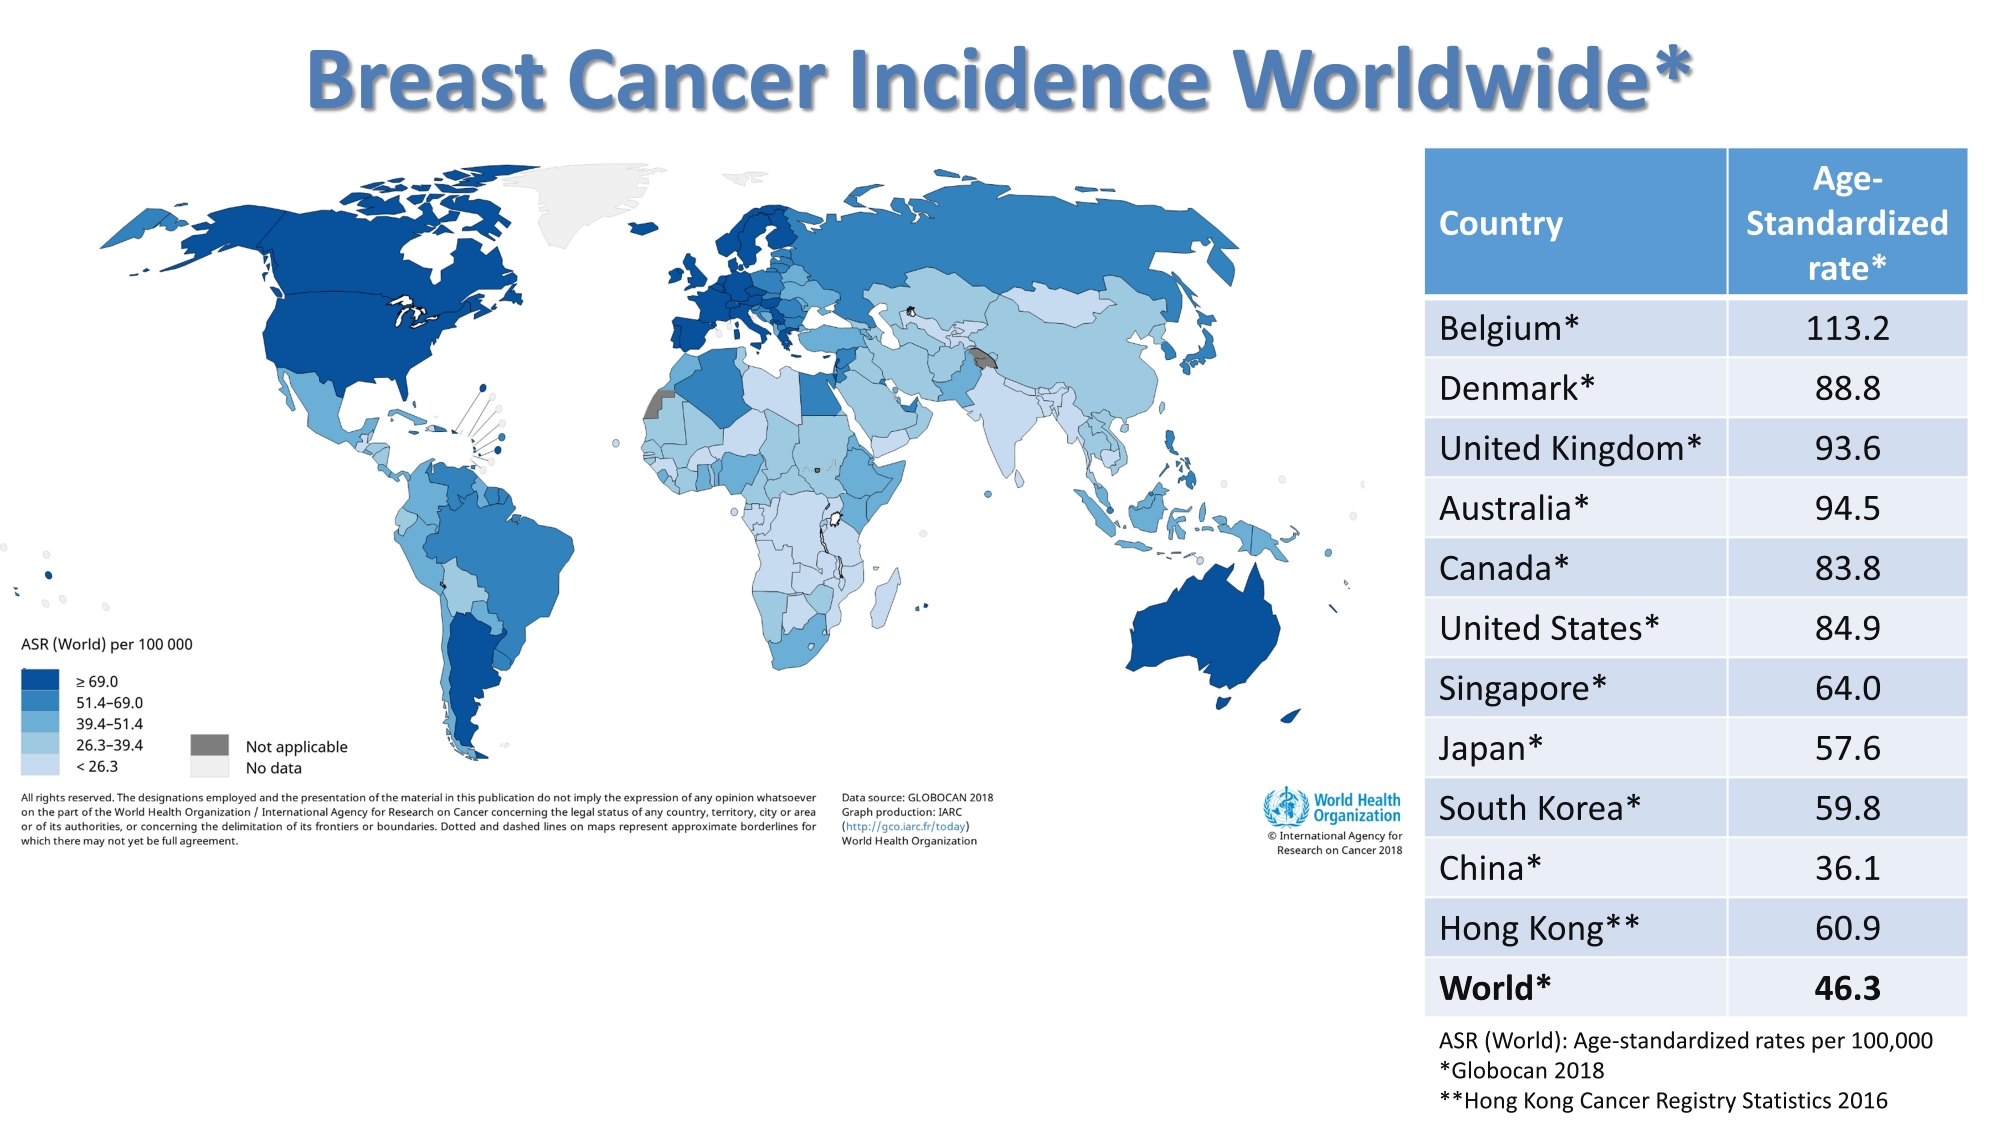 Breast Cancer Incidence Worldwide*
ASR (World) per 100 000
≥ 69.0
51.4–69.0
39.4–51.4
26.3–39.4
< 26.3
Not applicable
No data
All rights reserved. The designations employed and the presentation of the material in this publication do not imply the expression of any opinion whatsoever
on the part of the World Health Organization / International Agency for Research on Cancer concerning the legal status of any country, territory, city or area
or of its authorities, or concerning the delimitation of its frontiers or boundaries. Dotted and dashed lines on maps represent approximate borderlines for
which there may not yet be full agreement.
Data source: GLOBOCAN 2018
Graph production: IARC
(http://gco.iarc.fr/today)
World Health Organization
World Health
Organization
© International Agency for
Research on Cancer 2018
Country
Age-
Standardized
rate*
Belgium* 113.2
Denmark* 88.8
United Kingdom* 93.6
Australia* 94.5
Canada* 83.8
United States* 84.9
Singapore* 64.0
Japan* 57.6
South Korea* 59.8
China* 36.1
Hong Kong** 60.9
World* 46.3
ASR (World): Age-standardized rates per 100,000
*Globocan 2018
**Hong Kong Cancer Registry Statistics 2016